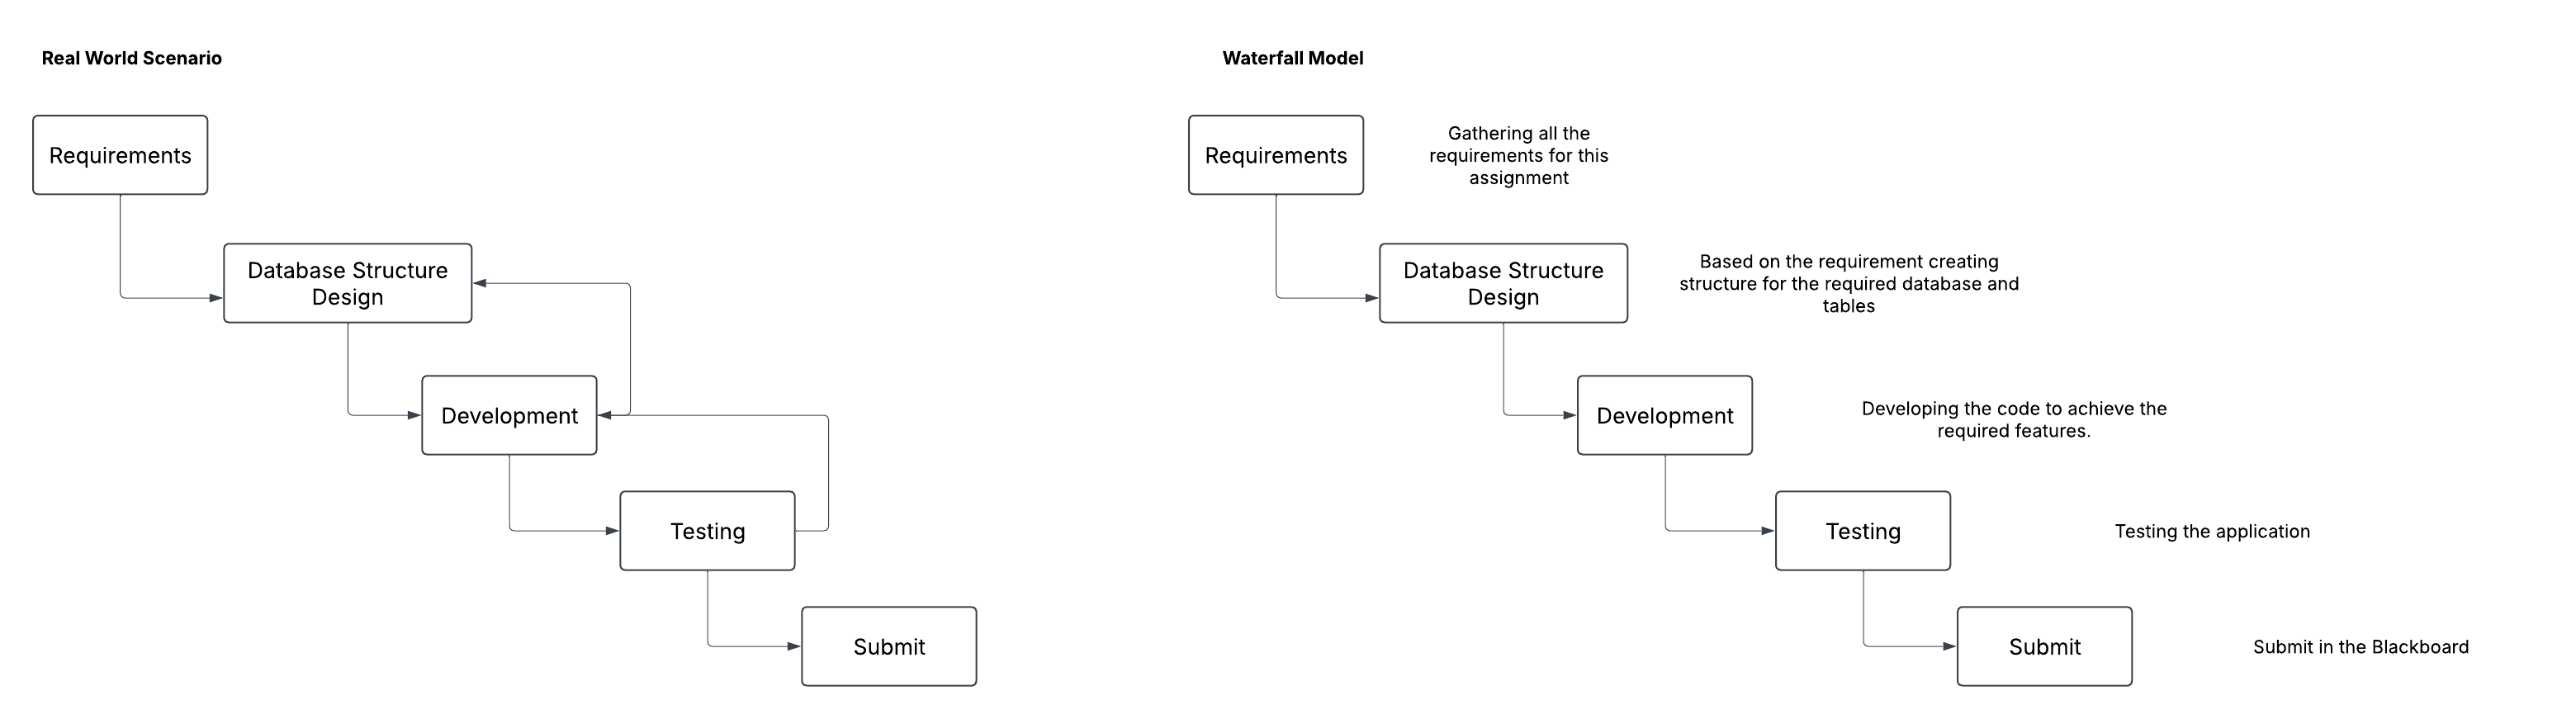 Real World Scenario
Requirements
Database Structure
Design
Development
Testing
Submit
Waterfall Model
Requirements
Gathering all the
requirements for this
assignment
Database Structure
Design
Based on the requirement creating
structure for the required database and
tables
Development
Developing the code to achieve the
required features.
Testing
Testing the application
Submit
Submit in the Blackboard